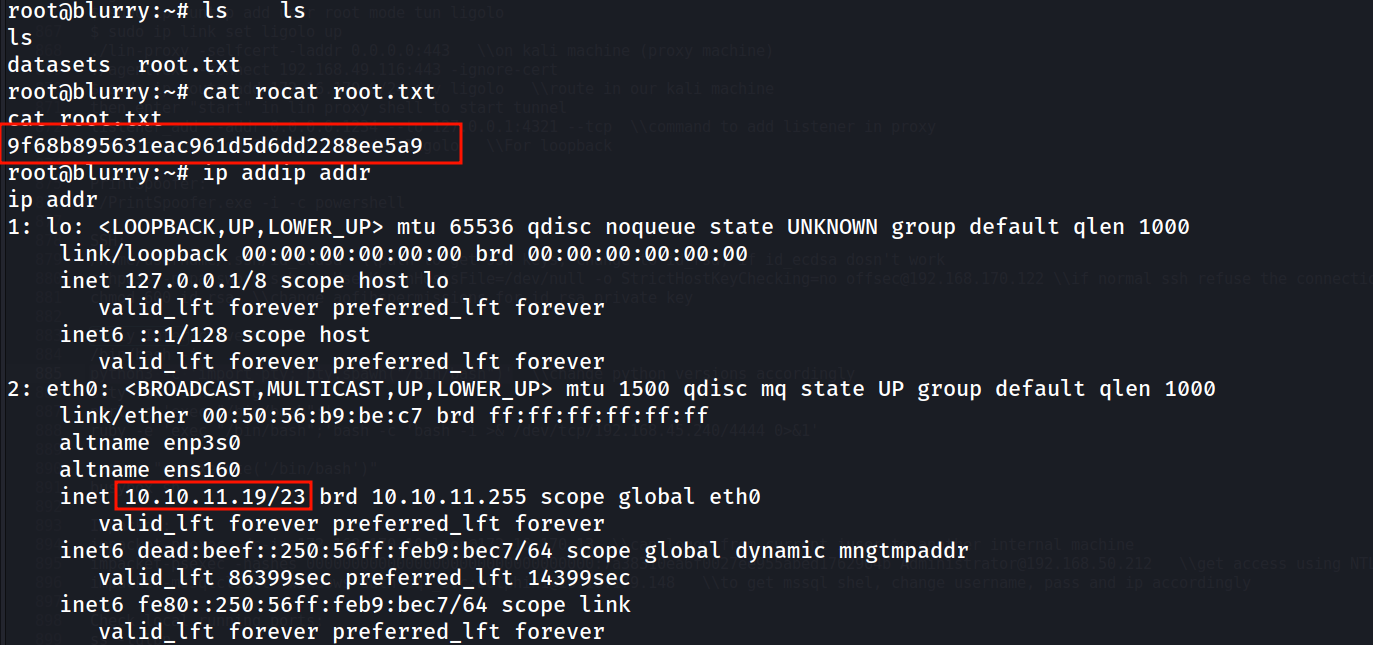 root@blurry:~# ls    ls
ls
datasets  root.txt
root@blurry:~# cat rocat root.txt
cat root.txt
9f68b895631eac961d5d6dd2288ee5a9
root@blurry:~# ip addip addr
ip addr
1: lo: <LOOPBACK,UP,LOWER_UP> mtu 65536 qdisc noqueue state UNKNOWN group default qlen 1000
    link/loopback 00:00:00:00:00:00 brd 00:00:00:00:00:00
    inet 127.0.0.1/8 scope host lo
       valid_lft forever preferred_lft forever
    inet6 ::1/128 scope host
       valid_lft forever preferred_lft forever
2: eth0: <BROADCAST,MULTICAST,UP,LOWER_UP> mtu 1500 qdisc mq state UP group default qlen 1000
    link/ether 00:50:56:b9:be:c7 brd ff:ff:ff:ff:ff:ff
    altname enp3s0
    altname ens160
    inet 10.10.11.19/23 brd 10.10.11.255 scope global eth0
       valid_lft forever preferred_lft forever
    inet6 dead:beef::250:56ff:feb9:bec7/64 scope global dynamic mngtmpaddr
       valid_lft 86399sec preferred_lft 14399sec
    inet6 fe80::250:56ff:feb9:bec7/64 scope link
       valid_lft forever preferred_lft forever